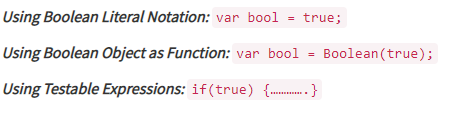 Using Boolean Literal Notation: var bool = true;
Using Boolean Object as Function: var bool = Boolean(true);
Using Testable Expressions: if(true) {………….}